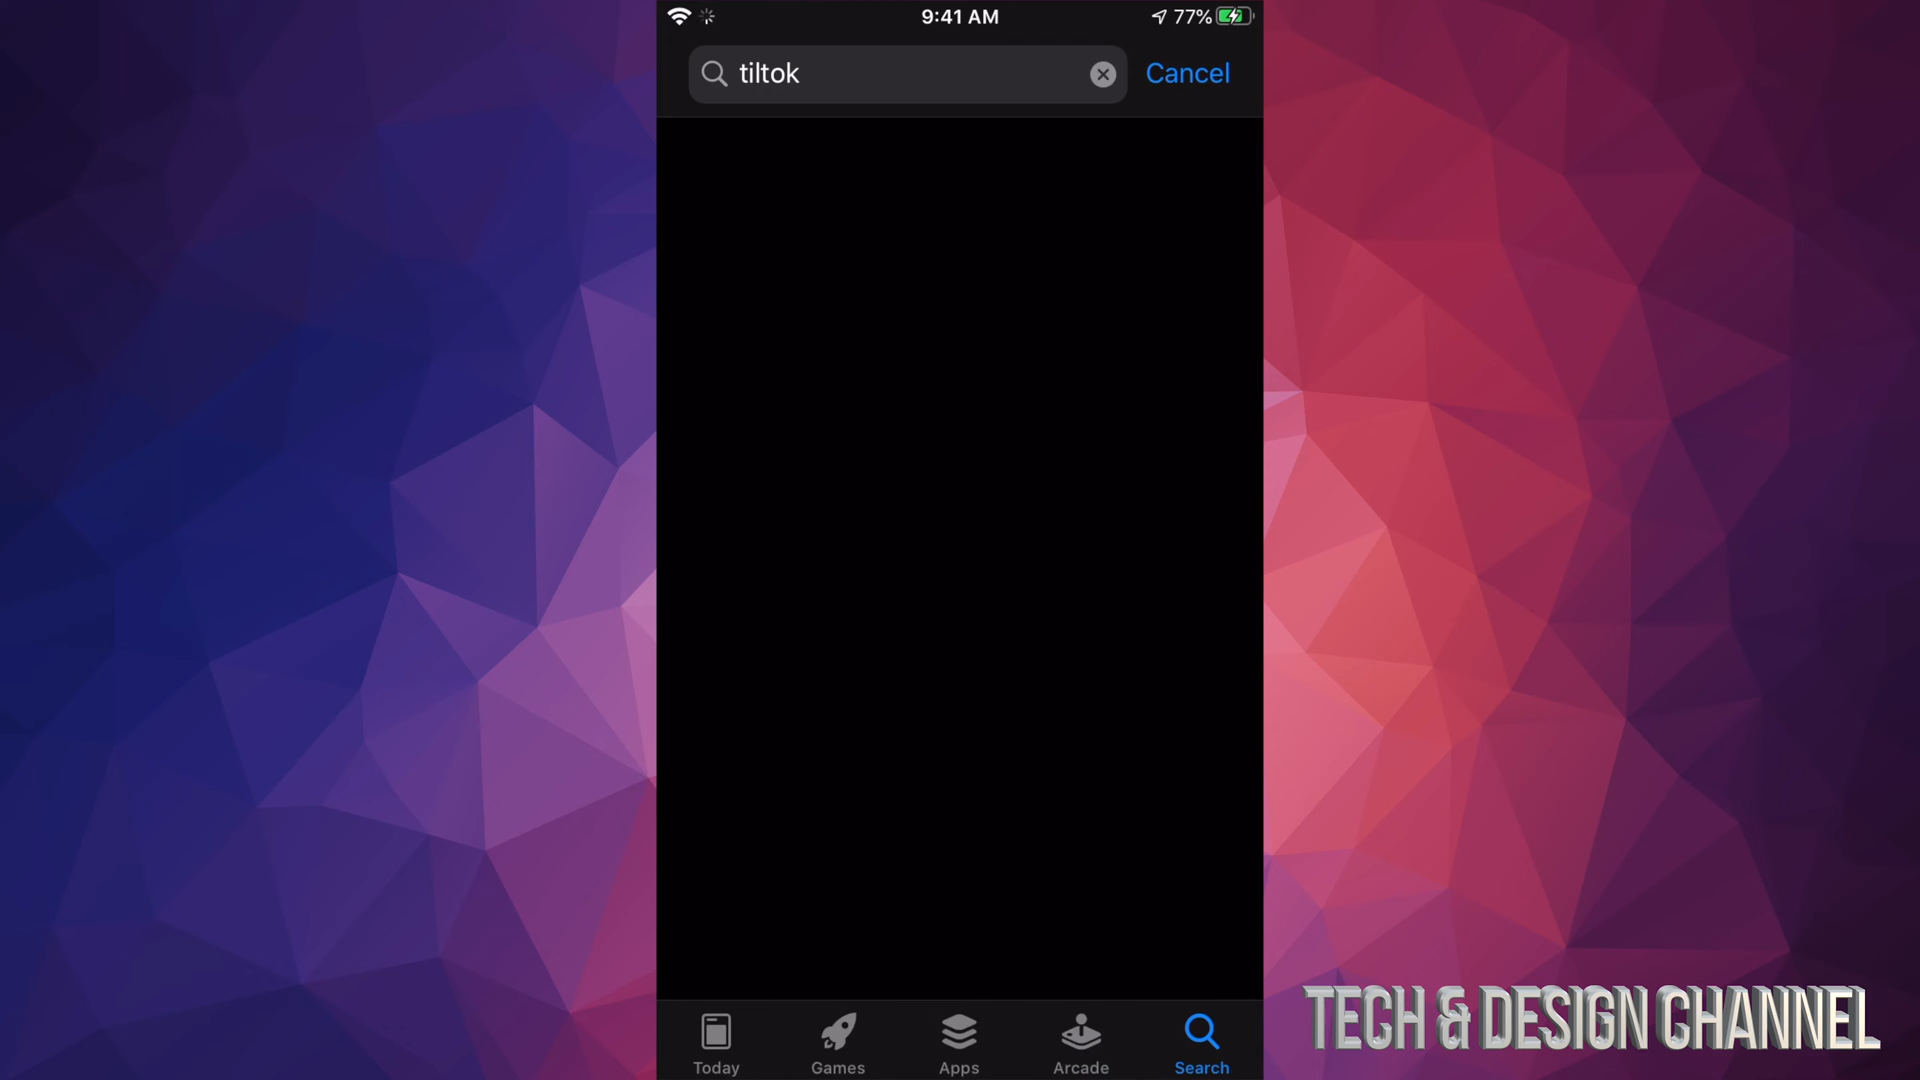 9:41 AM
77%
tiltok
Cancel
Today
Games
Apps
Arcade
Search
TECH & DESIGN CHANNEL